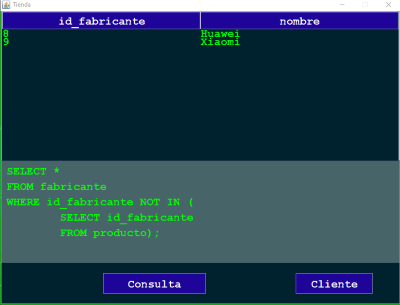 Tienda
id_fabricante nombre
8 Huawei
9 Xiaomi
SELECT *
FROM fabricante
WHERE id_fabricante NOT IN (
SELECT id_fabricante
FROM producto);
Consulta Cliente